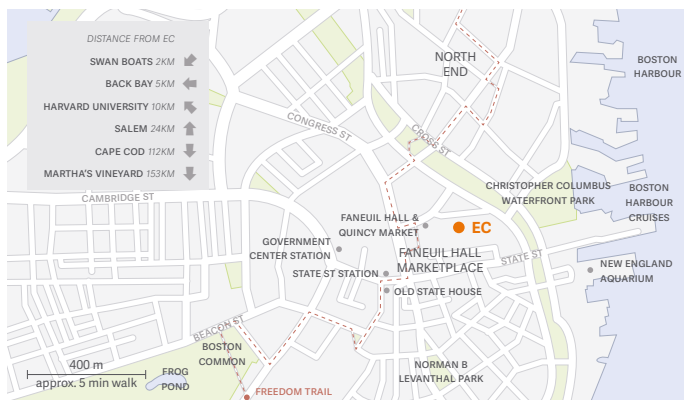 DISTANCE FROM EC
SWAN BOATS 2KM
BACK BAY 5KM
HARVARD UNIVERSITY 10KM
SALEM 24KM
CAPE COD 112KM
MARTHA'S VINEYARD 153KM
NORTH
END
BOSTON
HARBOUR
CONGRESS ST
CROSS ST
CAMBRIDGE ST
CHRISTOPHER COLUMBUS
WATERFRONT PARK
BOSTON
HARBOUR
CRUISES
FANEUIL HALL &
QUINCY MARKET
EC
GOVERNMENT
CENTER STATION
FANEUIL HALL
MARKETPLACE
STATE ST
STATE ST STATION
NEW ENGLAND
AQUARIUM
OLD STATE HOUSE
BEACON ST
BOSTON
COMMON
400 m
approx. 5 min walk
FROG
POND
NORMAN B
LEVANTHAL PARK
FREEDOM TRAIL